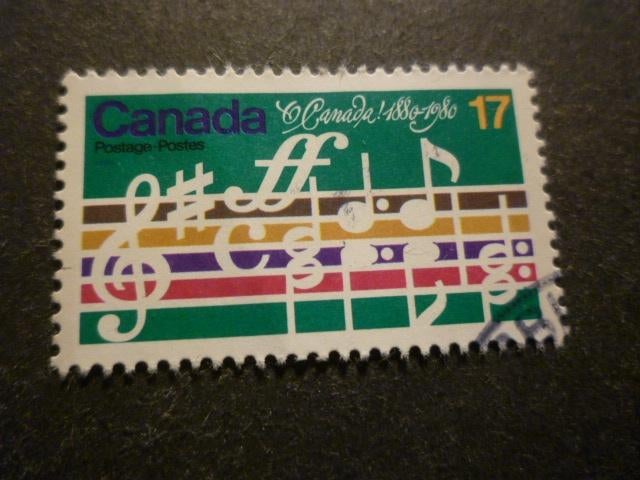 Canada O Canada! 1880-1980 17
Postage·Postes